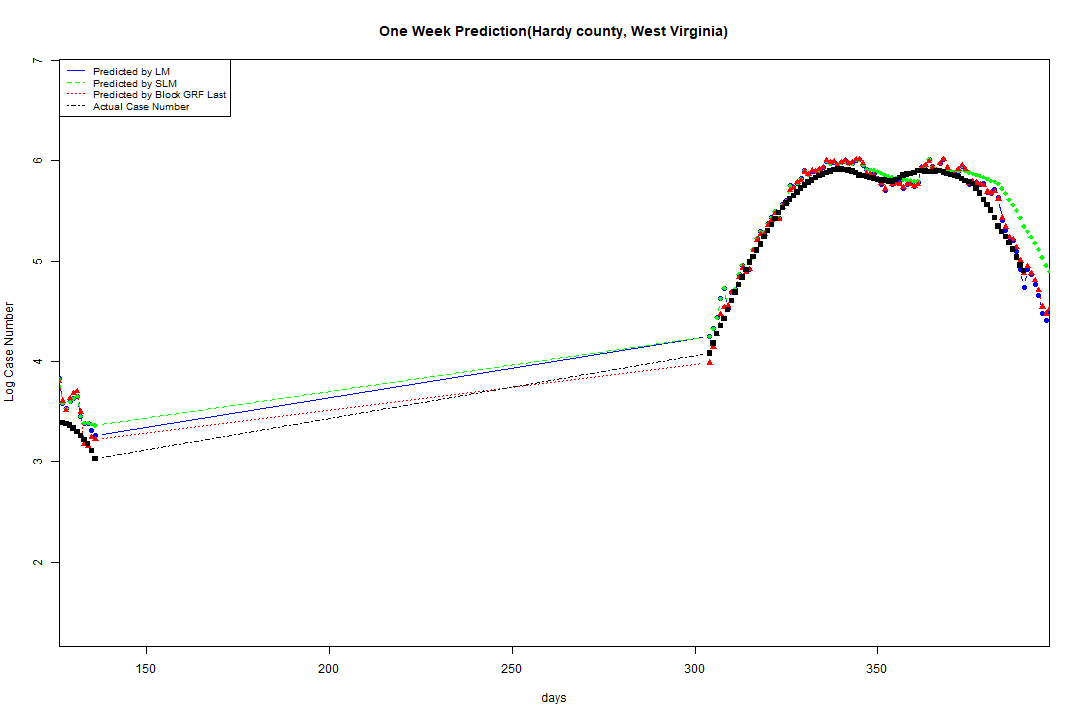 One Week Prediction(Hardy county, West Virginia)
Predicted by LM
Predicted by SLM
Predicted by Block GRF Last
Actual Case Number
Log Case Number
7
6
5
4
3
2
150 200 250 300 350
days